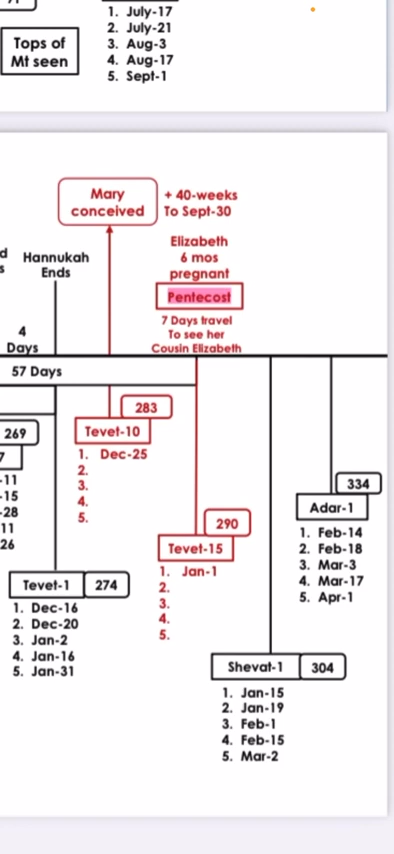 1. July-17
2. July-21
3. Aug-3
4. Aug-17
5. Sept-1
Tops of
Mt seen
Mary
conceived
+ 40-weeks
To Sept-30
Elizabeth
6 mos
pregnant
Pentecost
7 Days travel
To see her
Cousin Elizabeth
Hannukah
Ends
4
Days
57 Days
283
Tevet-10
1. Dec-25
2.
3.
4.
5.
269
-11
-15
-28
11
26
290
Tevet-15
1. Jan-1
2.
3.
4.
5.
334
Adar-1
1. Feb-14
2. Feb-18
3. Mar-3
4. Mar-17
5. Apr-1
Tevet-1
274
1. Dec-16
2. Dec-20
3. Jan-2
4. Jan-16
5. Jan-31
Shevat-1
304
1. Jan-15
2. Jan-19
3. Feb-1
4. Feb-15
5. Mar-2